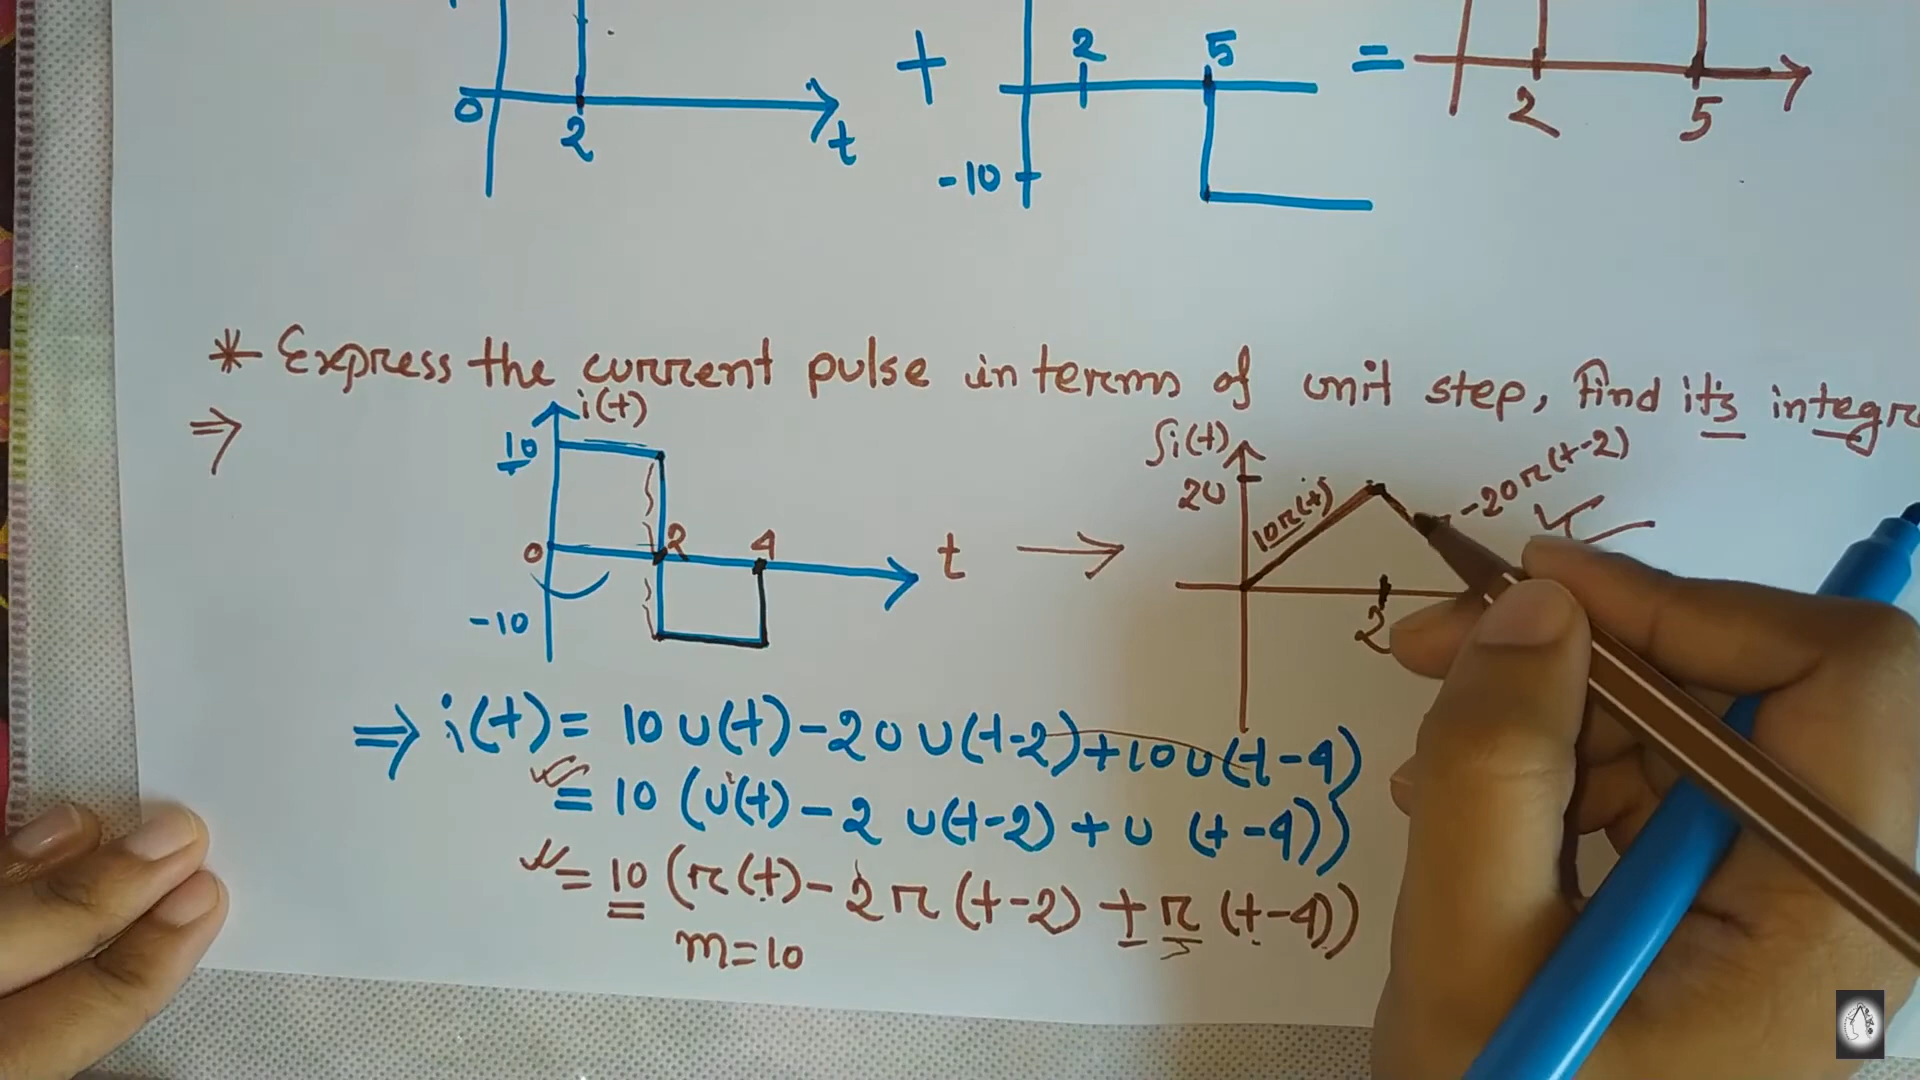 0 2 t + 2 5 -10 = 2 5
* Express the current pulse in terms of unit step, Find it's integr
⇒ i(t) 10 0 2 4 -10 t → ∫i(t) 20 10r(t) -20r(t-2) 2
⇒ i(t) = 10 u(t) - 20 u(t-2) + 10 u(t-4)
= 10 (u(t) - 2 u(t-2) + u (t-4))
= 10 (r(t) - 2 r (t-2) + r (t-4))
m=10